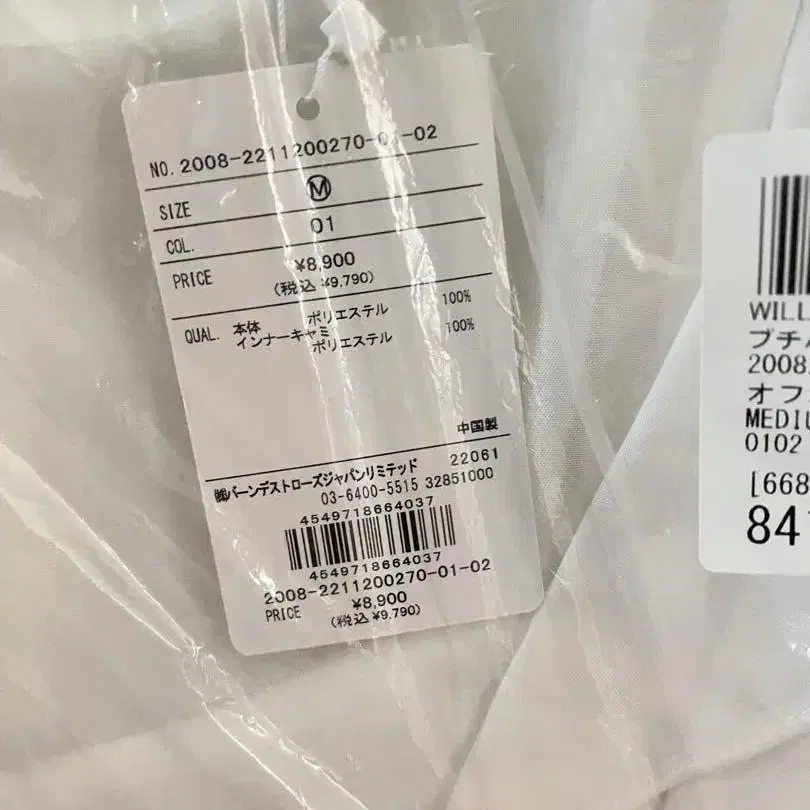 NO. 2008-2211200270-01-02
SIZE Ⓜ
COL. 01
PRICE ¥8,900
(税込 ¥9,790)
QUAL. 本体 ポリエステル 100%
インナーキャミ ポリエステル 100%
中国製
㈱バーンデストローズジャパンリミテッド 22061
03-6400-5515 32851000
4549718664037
4549718664037
2008-2211200270-01-02
PRICE ¥8,900
(税込 ¥9,790)
WILL
プチ
2008
オフ
MEDIU
0102
[668
84